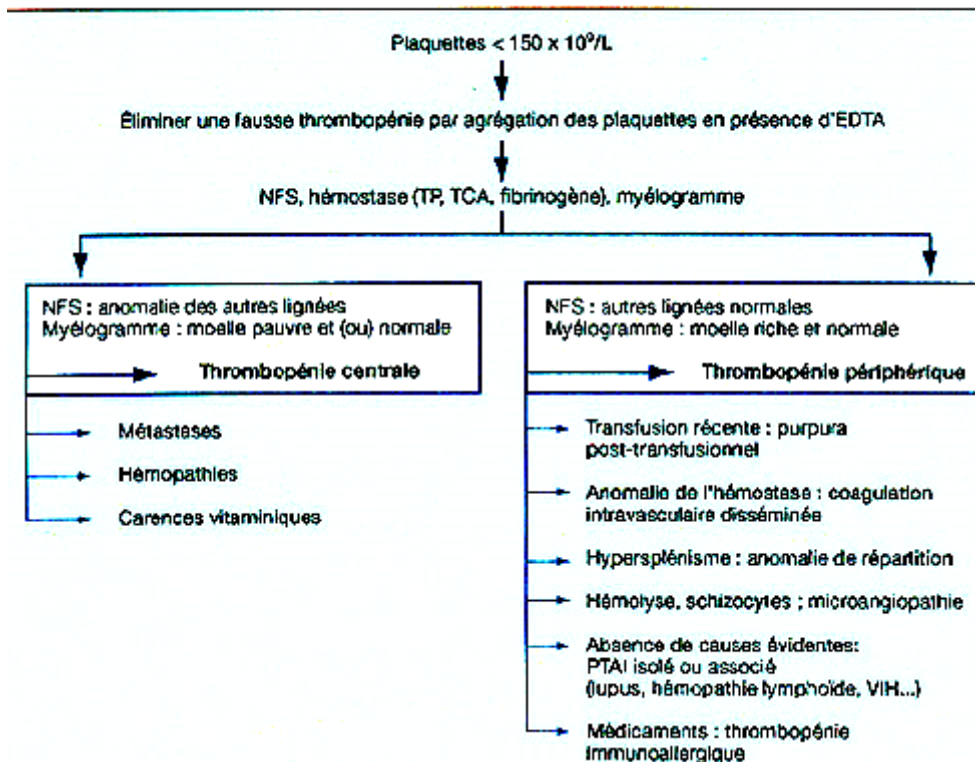 Plaquettes < 150 x 10⁹/L
Éliminer une fausse thrombopénie par agrégation des plaquettes en présence d'EDTA
NFS, hémostase (TP, TCA, fibrinogène), myélogramme
NFS : anomalie des autres lignées
Myélogramme : moelle pauvre et (ou) normale
Thrombopénie centrale
Métastases
Hémopathies
Carences vitaminiques
NFS : autres lignées normales
Myélogramme : moelle riche et normale
Thrombopénie périphérique
Transfusion récente : purpura
post-transfusionnel
Anomalie de l'hémostase : coagulation
intravasculaire disséminée
Hypersplénisme : anomalie de répartition
Hémolyse, schizocytes ; microangiopathie
Absence de causes évidentes:
PTAI isolé ou associé
(lupus, hémopathie lymphoïde, VIH...)
Médicaments : thrombopénie
immunoallergique